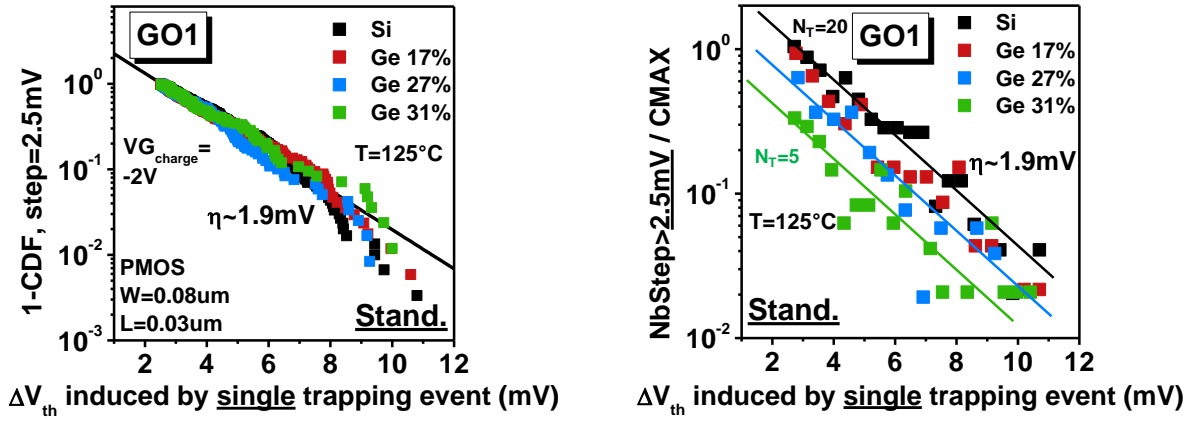 GO1
Si
Ge 17%
Ge 27%
Ge 31%
T=125°C
VG_charge=
-2V
η~1.9mV
PMOS
W=0.08um
L=0.03um
Stand.
10^1
10^0
10^-1
10^-2
10^-3
0 2 4 6 8 10 12
1-CDF, step=2.5mV
ΔV_th induced by single trapping event (mV)
N_T=20
GO1
Si
Ge 17%
Ge 27%
Ge 31%
N_T=5
η~1.9mV
T=125°C
Stand.
10^0
10^-1
10^-2
0 2 4 6 8 10 12
NbStep>2.5mV / CMAX
ΔV_th induced by single trapping event (mV)